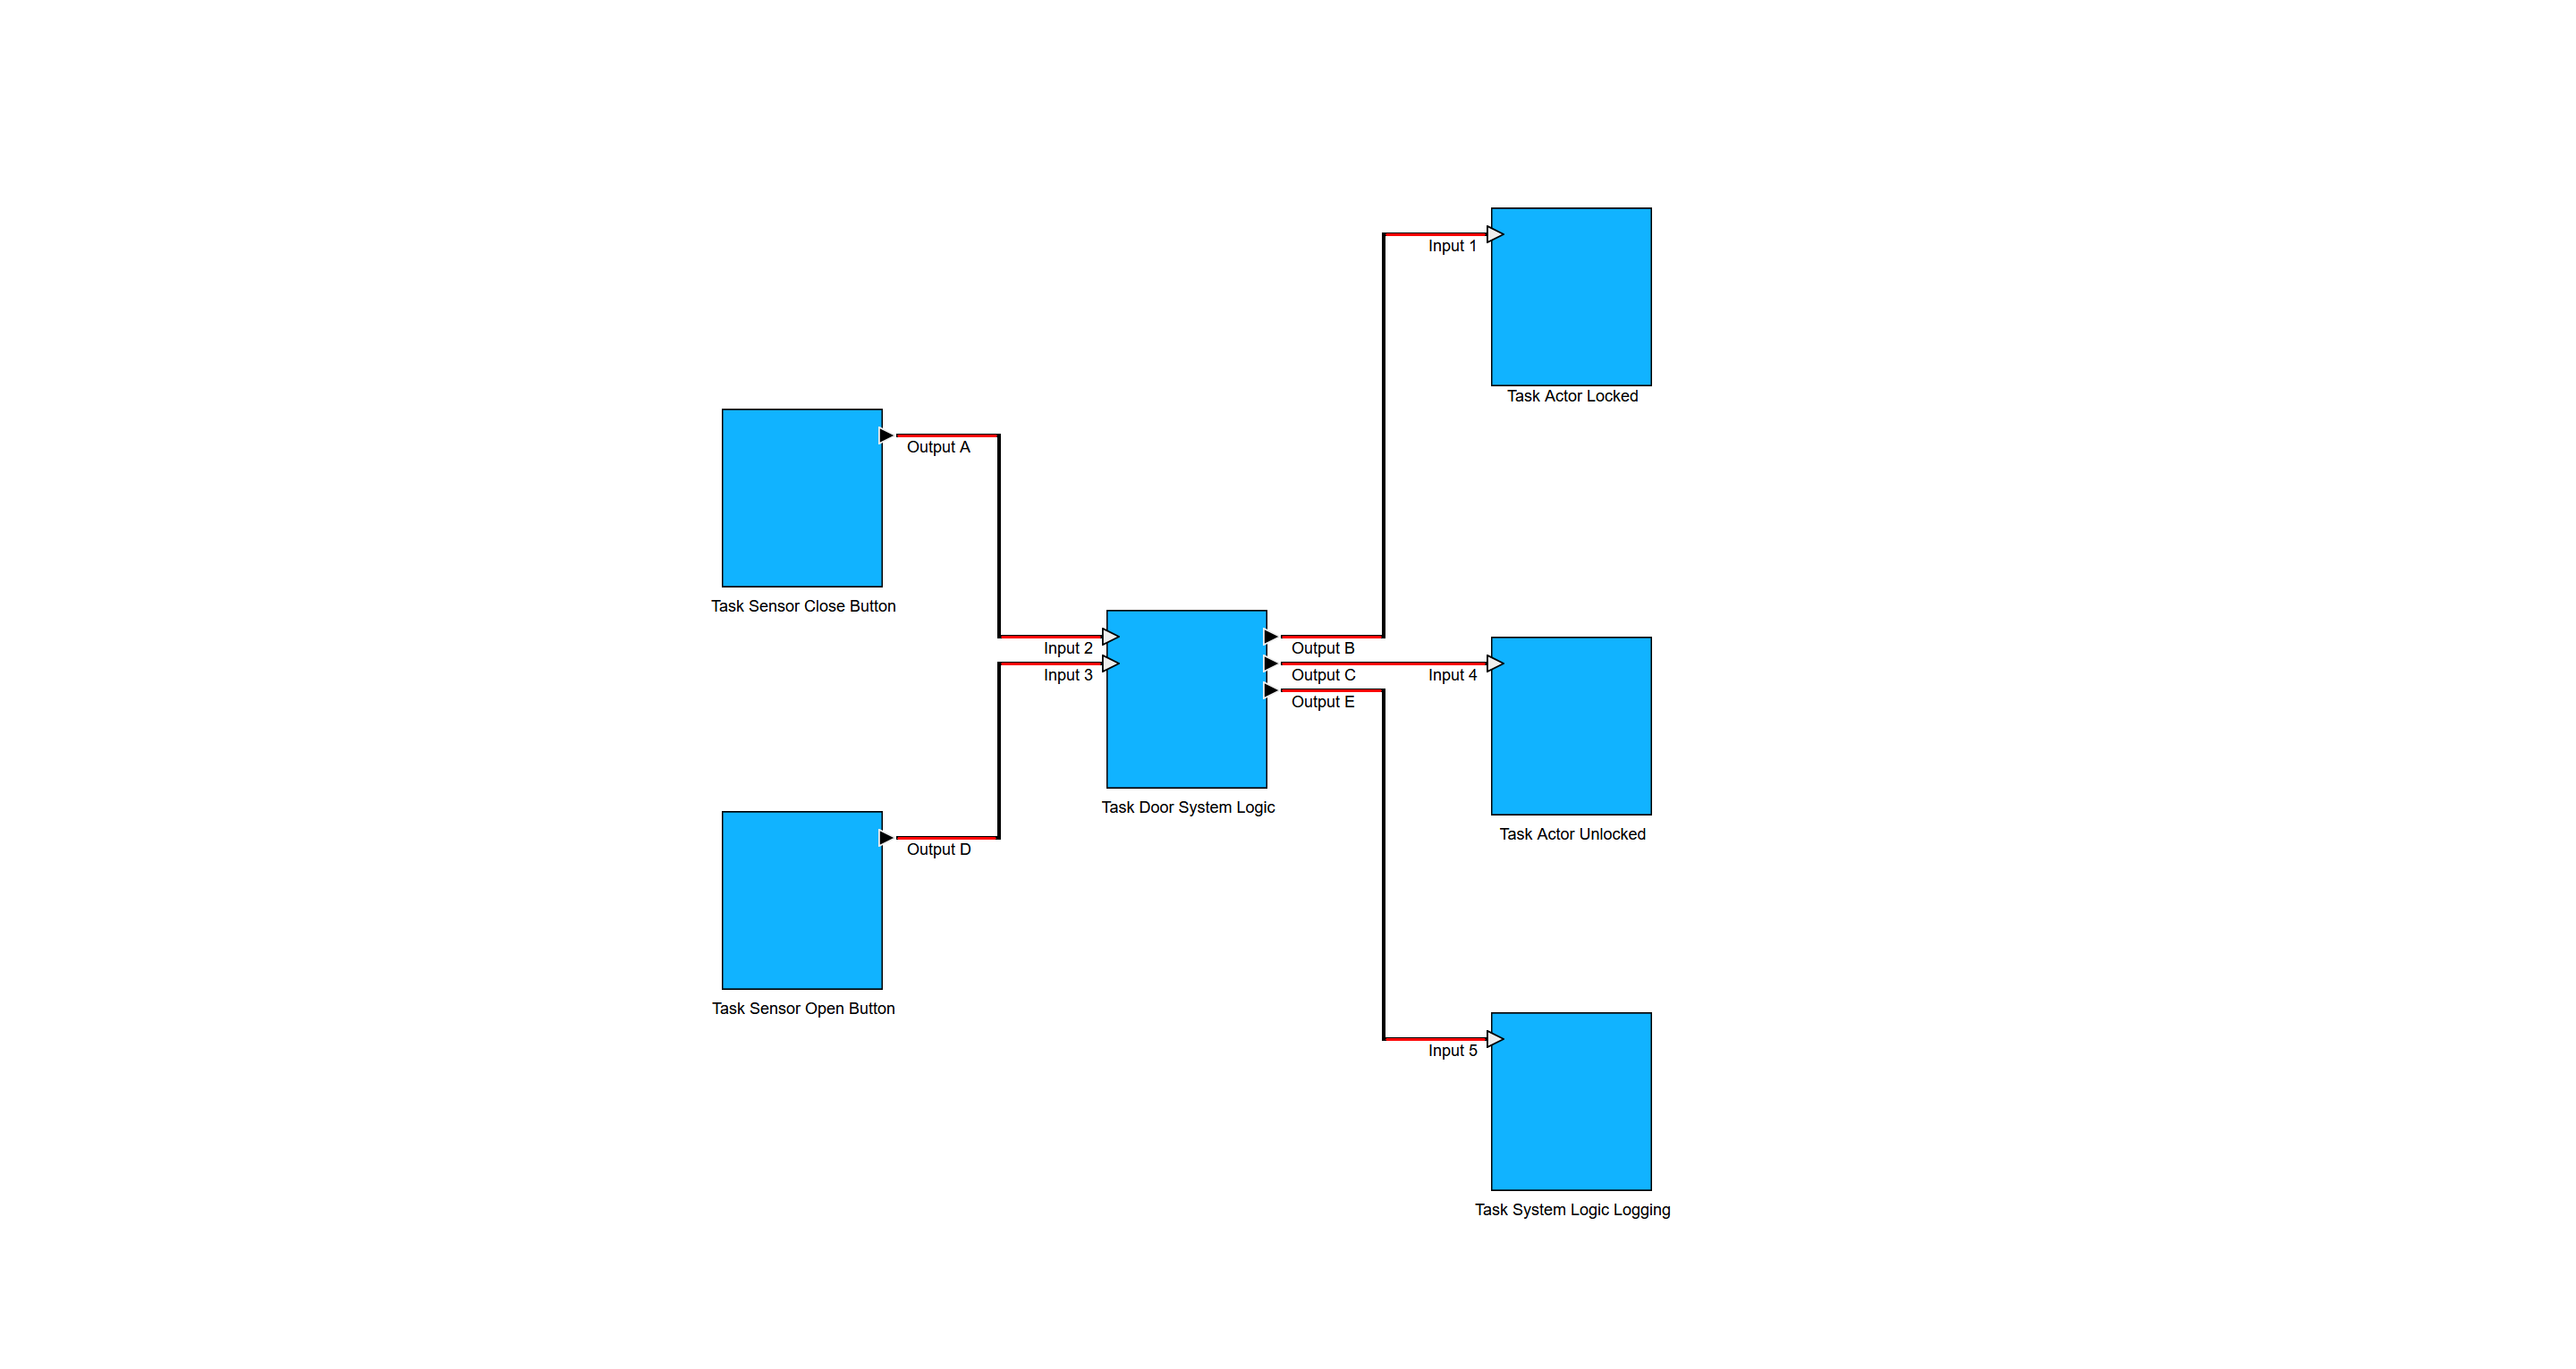 Input 1
Task Actor Locked
Output A
Task Sensor Close Button
Input 2
Input 3
Output B
Output C
Output E
Input 4
Task Door System Logic
Task Actor Unlocked
Output D
Task Sensor Open Button
Input 5
Task System Logic Logging